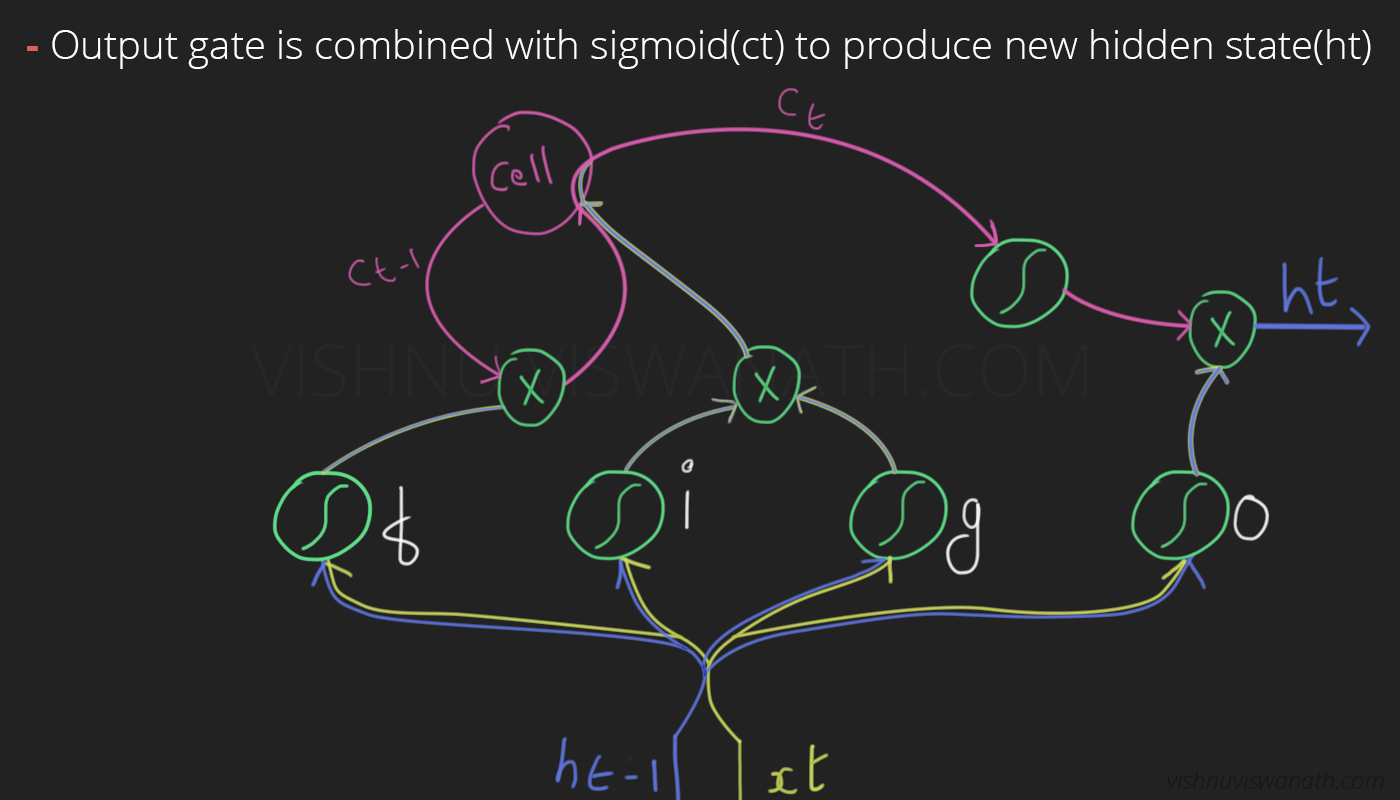 - Output gate is combined with sigmoid(ct) to produce new hidden state(ht)
Ct
Cell
Ct-1
ht
X
X
X
VISHNUVISWANATH.COM
f
i
g
o
ht-1
xt
vishnuviswanath.com